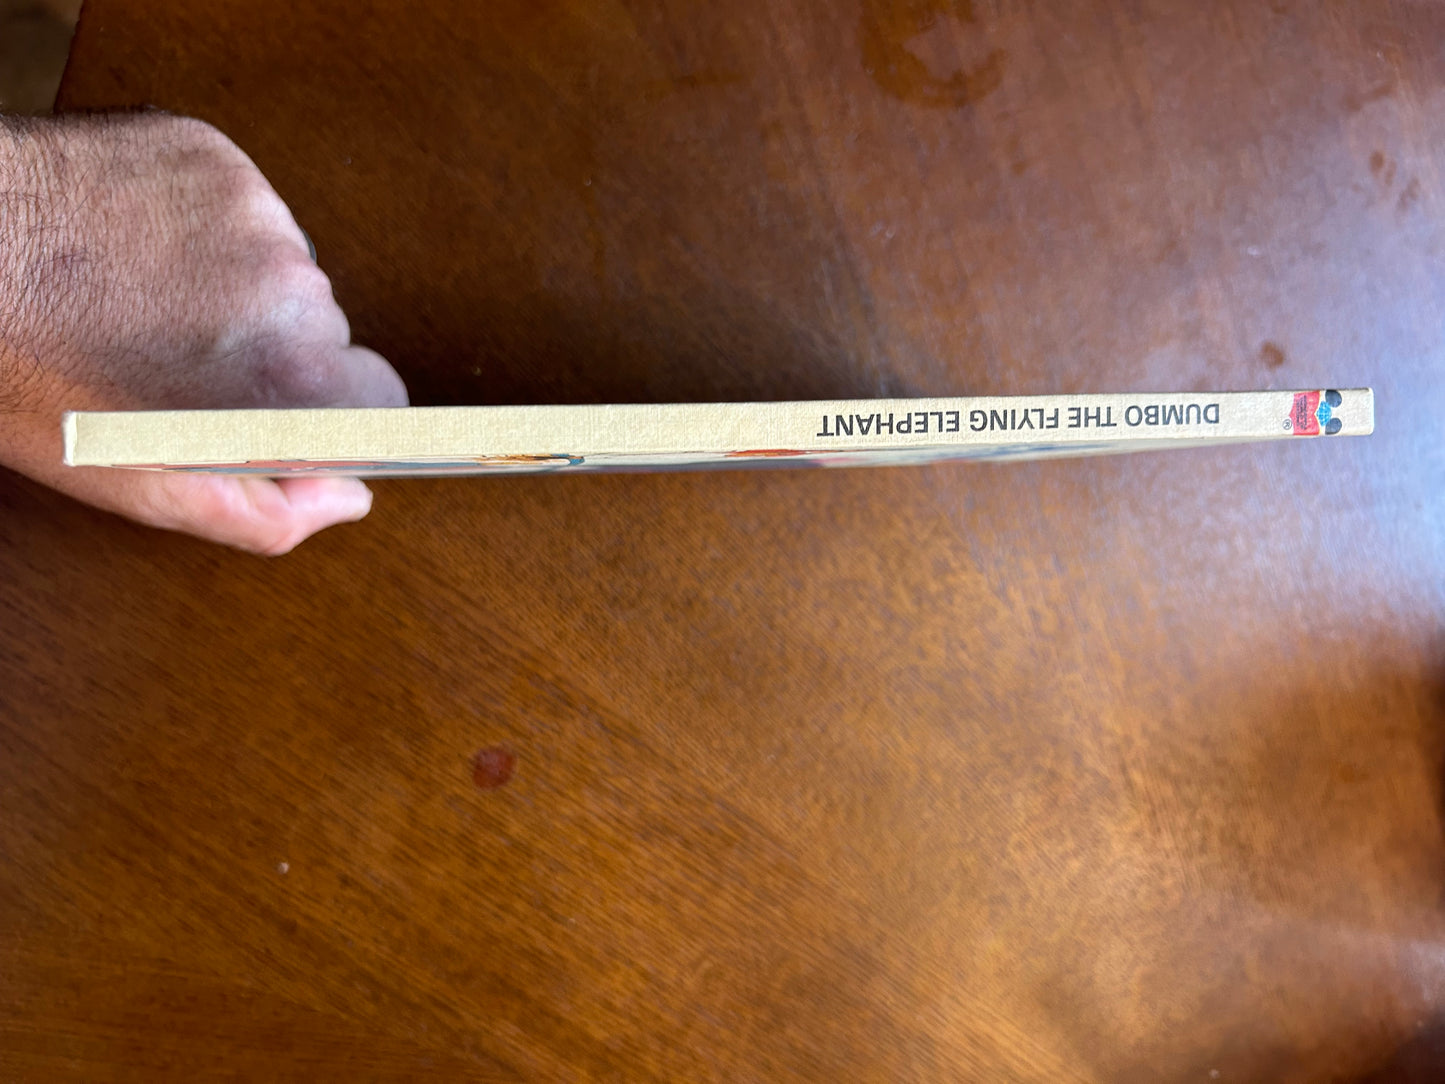 DUMBO THE FLYING ELEPHANT
®